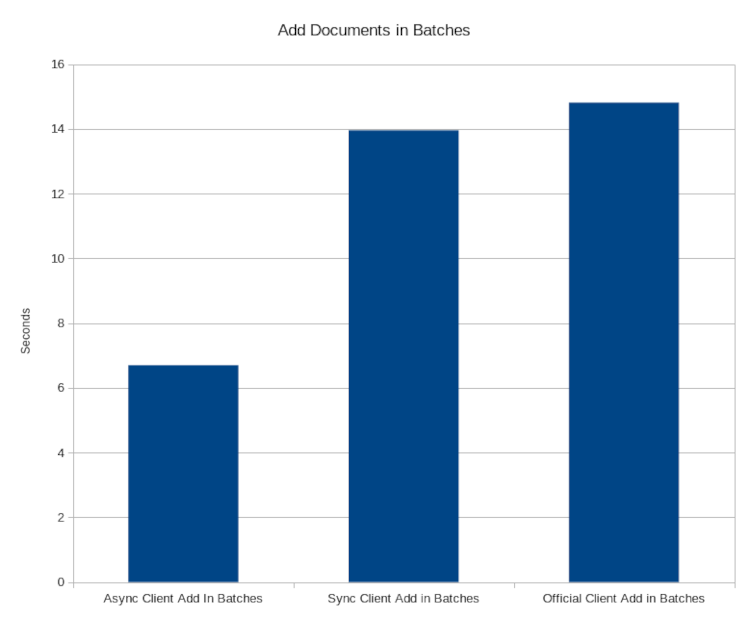 Add Documents in Batches
16
14
12
10
8
6
4
2
0
Seconds
Async Client Add In Batches
Sync Client Add in Batches
Official Client Add in Batches